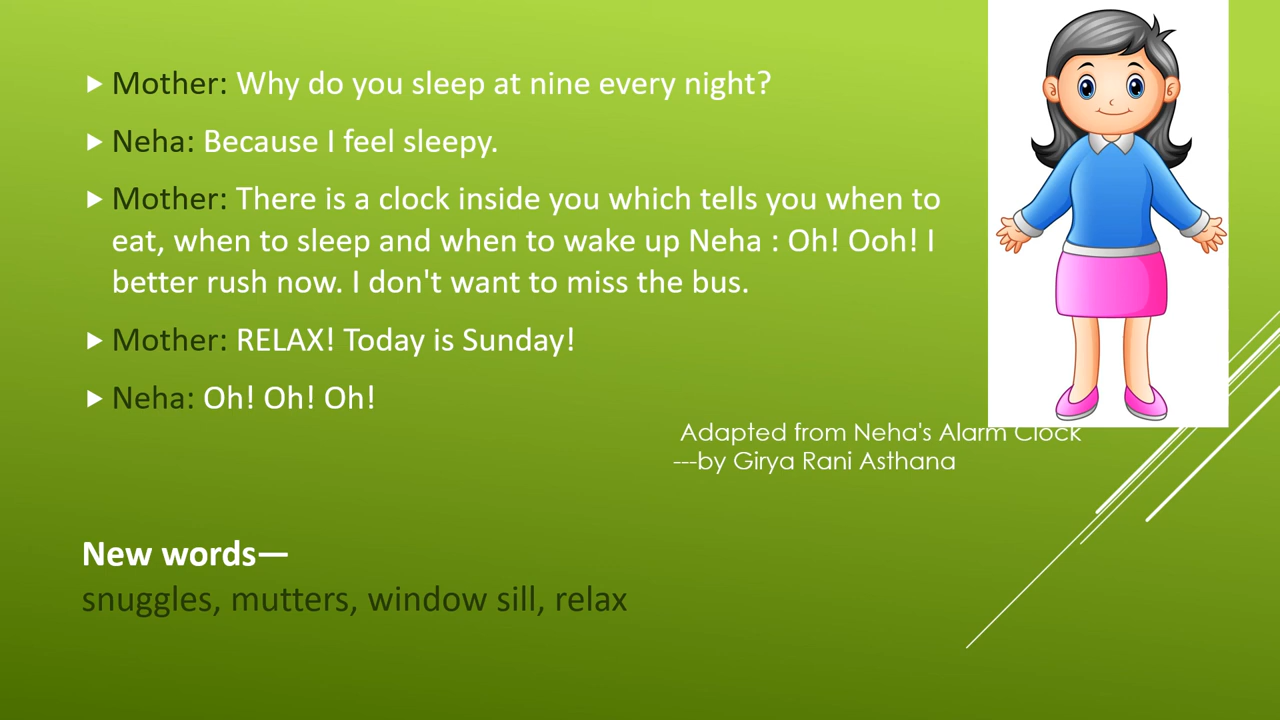 Mother: Why do you sleep at nine every night?
Neha: Because I feel sleepy.
Mother: There is a clock inside you which tells you when to
eat, when to sleep and when to wake up Neha : Oh! Ooh! I
better rush now. I don't want to miss the bus.
Mother: RELAX! Today is Sunday!
Neha: Oh! Oh! Oh!
Adapted from Neha's Alarm Clock
---by Girya Rani Asthana
New words—
snuggles, mutters, window sill, relax